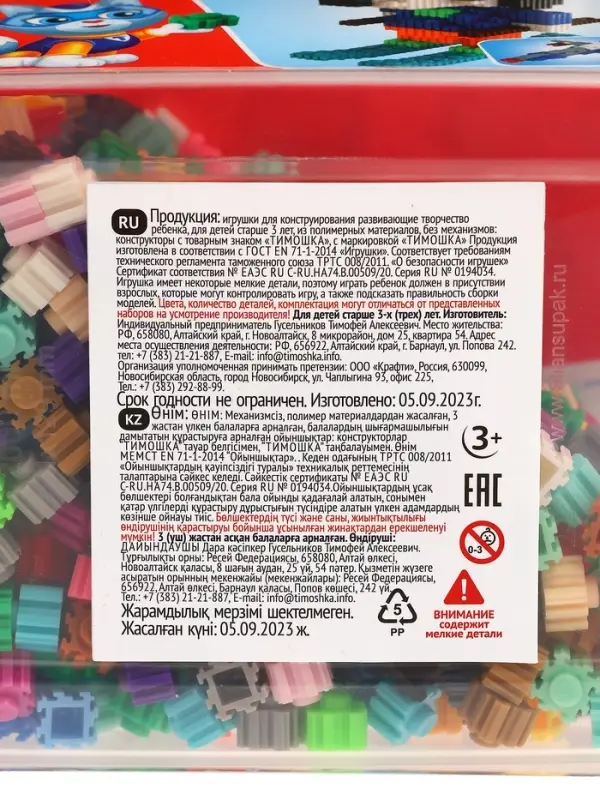 RU Продукция: игрушки для конструирования развивающие творчество
ребенка, для детей старше 3 лет, из полимерных материалов, без механизмов:
конструкторы с товарным знаком «ТИМОШКА», с маркировкой «ТИМОШКА» Продукция
изготовлена в соответствии с ГОСТ EN 71-1-2014 «Игрушки». Соответствует требованиям
технического регламента таможенного союза ТРТС 008/2011, «О безопасности игрушек»
Сертификат соответствия № ЕАЭС RU C-RU.HA74.B.00509/20. Серия RU № 0194034.
Игрушка имеет некоторые мелкие детали, поэтому играть ребенок должен в присутствии
взрослых, которые могут контролировать игру, а также подсказать правильность сборки
моделей. Цвета, количество деталей, комплектация могут отличаться от представленных
наборов на усмотрение производителя! Для детей старше 3-х (трех) лет. Изготовитель:
Индивидуальный предприниматель Гусельников Тимофей Алексеевич. Место жительства:
РФ, 658080, Алтайский край, г. Новоалтайск, 8 микрорайон, дом 25, квартира 54, Адрес
места осуществления деятельности: РФ, 656922, Алтайский край, г. Барнаул, ул. Попова 242.
тел. +7 (385) 21-21-887, E-mail: info@timoshka.info.
Организация уполномоченная принимать претензии: ООО «Крафти», Россия, 630099,
Новосибирская область, город Новосибирск, ул. Чаплыгина 93, офис 225,
Тел.: +7 (383) 292-88-99.
Срок годности не ограничен. Изготовлено: 05.09.2023г.
KZ Өнім: өнім: Механизмсіз, полимер материалдардан жасалған, 3
жастан үлкен балаларға арналған, балалардың шығармашылығын
дамытатын құрастыруға арналған ойыншықтар: конструкторлар
"ТИМОШКА" тауар белгісімен, "ТИМОШКА" таңбалауымен. Өнім
МЕМСТ EN 71-1-2014 "Ойыншықтар". . Кеден одағының ТРТС 008/2011
«Ойыншықтардың қауіпсіздігі туралы» техникалық реттемесінің
талаптарына сәйкес келеді. Сәйкестік сертификаты № ЕАЭС RU
C-RU.HA74.B.00509/20. Серия RU № 0194034.Ойыншықтардың ұсақ
бөлшектері болғандықтан бала ойынды қадағалай алатын, сонымен
қатар үлгілердің дұрыс жиналуын айта алатын адамдардың
көзінше ойнауы тиіс. Бөлшектердің түсі және саны, жиынтықтылығы
өндірушінің қарастыруы бойынша ұсынылған жинақтардан ерекшеленуі
мүмкін! 3 (үш) жастан асқан балаларға арналған. Өндіруші:
ДАЙЫНДАУШЫ Дара кәсіпкер Гусельников Тимофей Алексеевич.
Тұрғылықты орны: Ресей Федерациясы, 658080, Алтай өлкесі,
Новоалтайск қаласы, 8 шағын аудан, 25 үй, 54 пәтер. Қызметін жүзеге
асыратын орынның мекенжайы (мекенжайлары): Ресей Федерациясы,
656922, Алтай өлкесі, Барнаул қаласы, Попов көшесі, 242 үй.
Тел. +7 (385) 21-21-887, E-mail: info@timoshka.info
Жарамдылық мерзімі шектелмеген.
Жасалған күні: 05.09.2023 ж.
3+
EAC
0-3
5
PP
ВНИМАНИЕ
содержит
мелкие детали